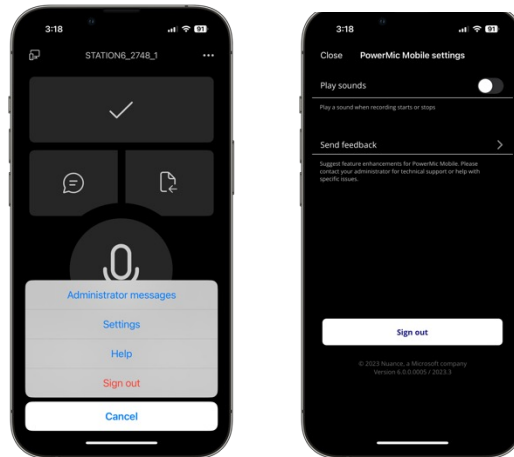 3:18
91
STATION6_2748_1
Administrator messages
Settings
Help
Sign out
Cancel
3:18
91
Close PowerMic Mobile settings
Play sounds
Play a sound when recording starts or stops
Send feedback
Suggest feature enhancements for PowerMic Mobile. Please
contact your administrator for technical support or help with
specific issues.
Sign out
© 2023 Nuance, a Microsoft company
Version 6.0.0.0005 / 2023.3